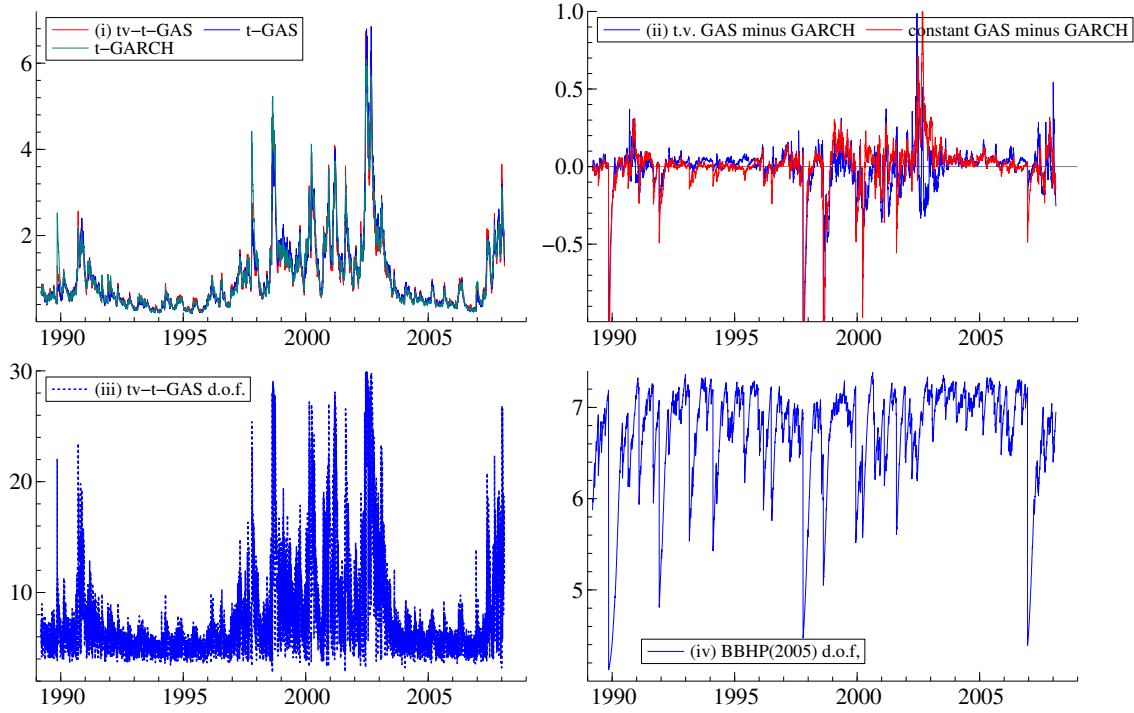 (i) tv−t−GAS t−GAS
t−GARCH
6
4
2
1990 1995 2000 2005
(ii) t.v. GAS minus GARCH constant GAS minus GARCH
1.0
0.5
0.0
−0.5
1990 1995 2000 2005
(iii) tv−t−GAS d.o.f.
30
20
10
1990 1995 2000 2005
7
6
5
(iv) BBHP(2005) d.o.f,
1990 1995 2000 2005